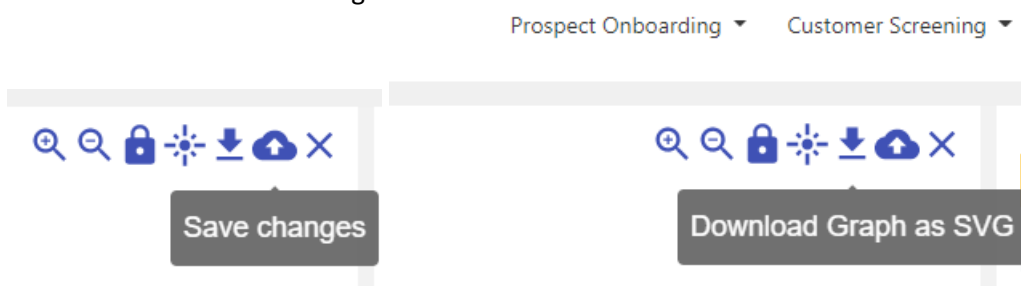 Prospect Onboarding
Customer Screening
Save changes
Download Graph as SVG